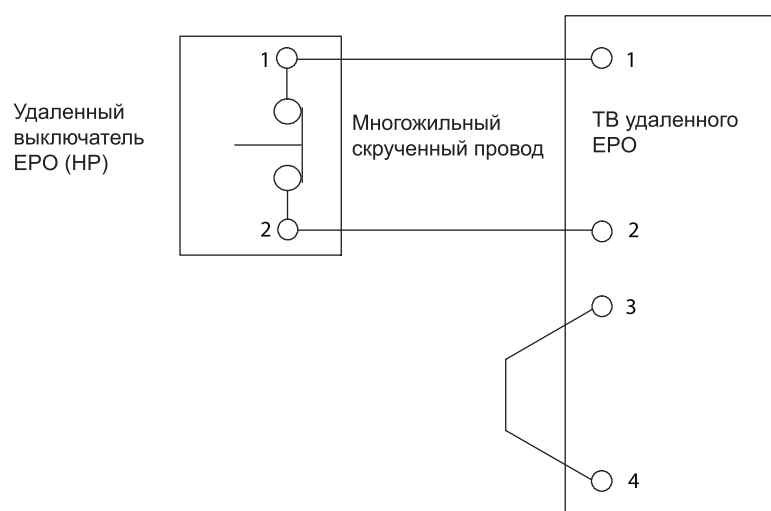 Удаленный
выключатель
EPO (НР)
1
2
Многожильный
скрученный провод
1
ТВ удаленного
EPO
2
3
4